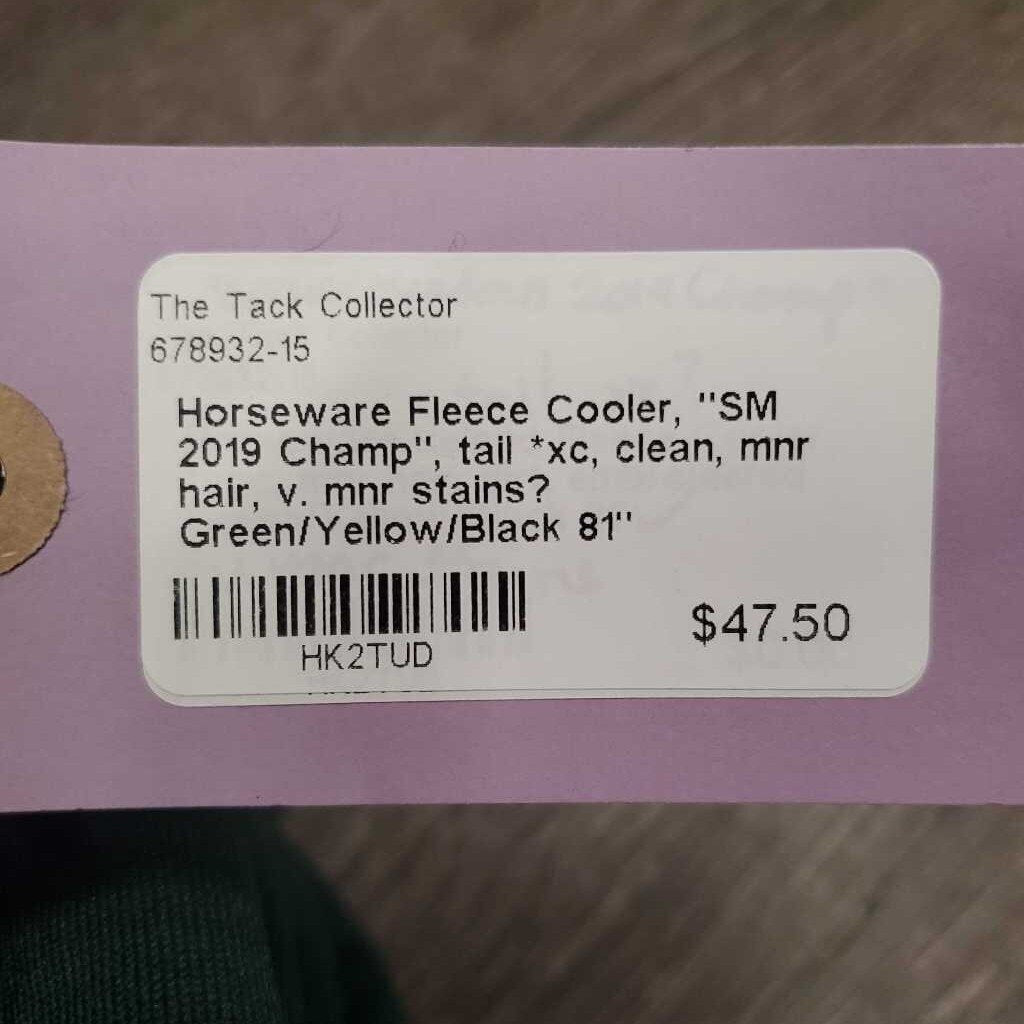 The Tack Collector
678932-15
Horseware Fleece Cooler, "SM
2019 Champ", tail *xc, clean, mnr
hair, v. mnr stains?
Green/Yellow/Black 81"
HK2TUD
$47.50